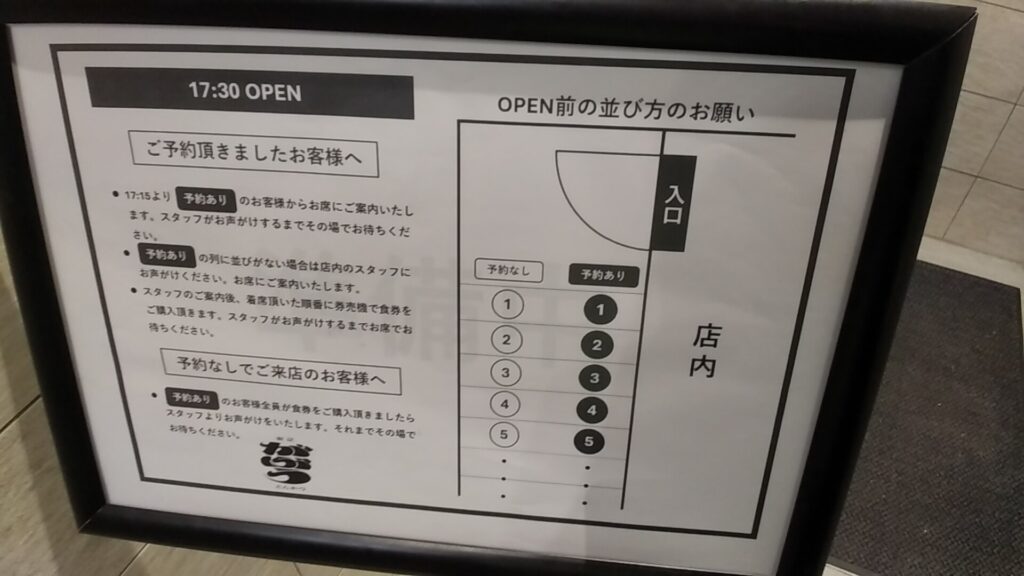 17:30 OPEN
ご予約頂きましたお客様へ
● 17:15より 予約あり のお客様からお席にご案内いたし
ます。スタッフがお声がけするまでその場でお待ちくだ
さい。
● 予約あり の列に並びがない場合は店内のスタッフに
お声がけください。お席にご案内いたします。
● スタッフのご案内後、着席頂いた順番に券売機で食券を
ご購入頂きます。スタッフがお声がけするまでお席でお
待ちください。
予約なしでご来店のお客様へ
● 予約あり のお客様全員が食券をご購入頂きましたら
スタッフよりお声がけをいたします。それまでその場で
お待ちください。
OPEN前の並び方のお願い
入口
予約なし 予約あり
1 1
2 2
3 3
4 4
5 5
店内